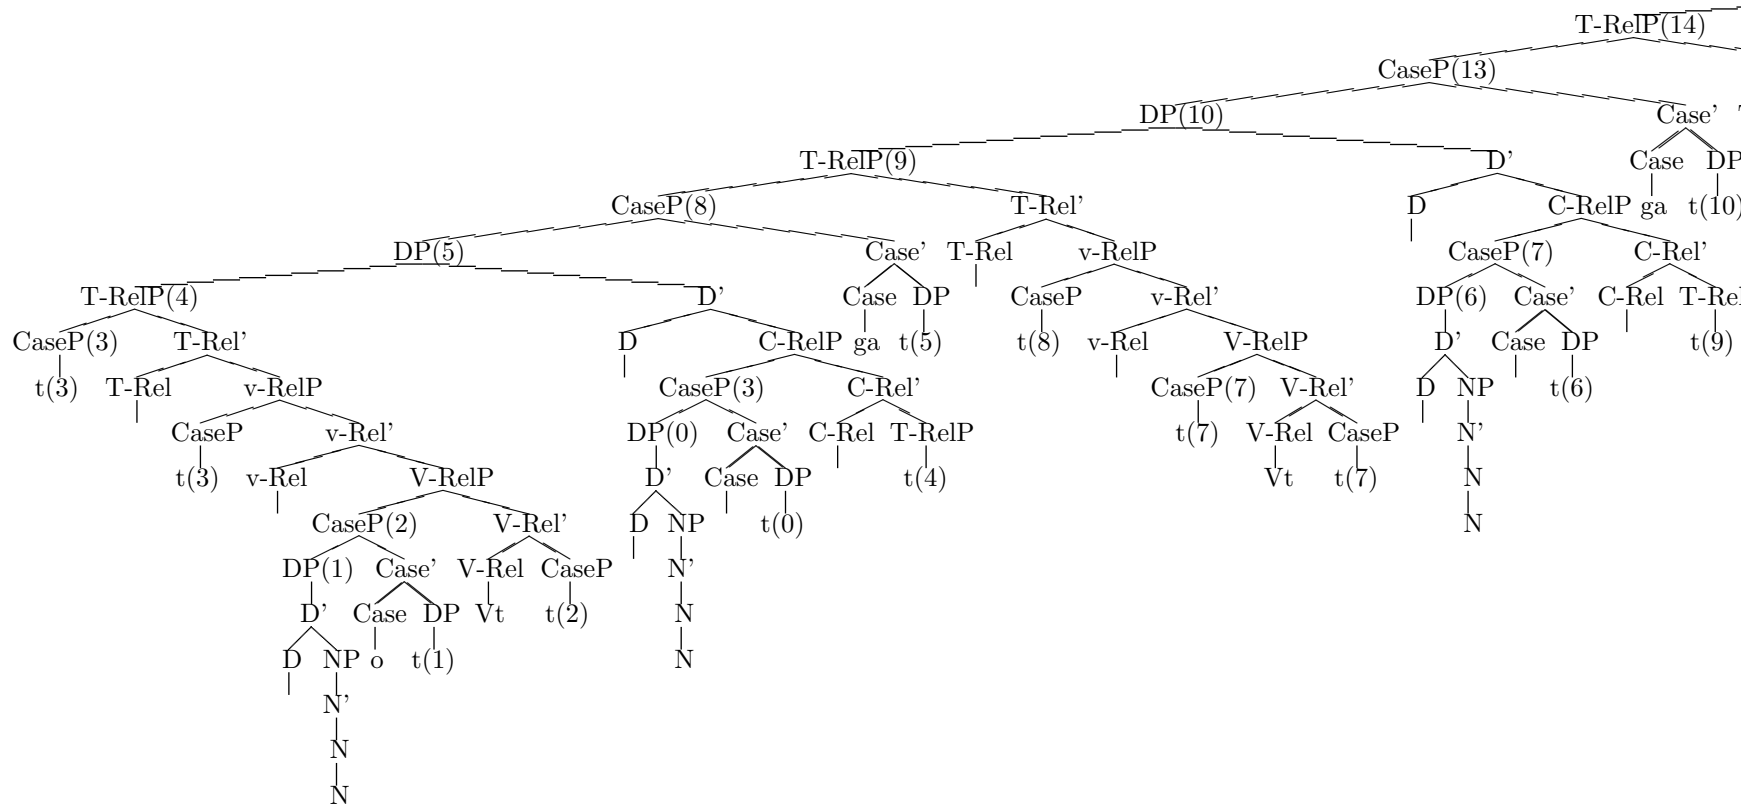 T-RelP(14)
CaseP(13)
DP(10) Case'
T-RelP(9) D' Case DP
CaseP(8) T-Rel' D C-RelP ga t(10)
DP(5) Case' T-Rel v-RelP CaseP(7) C-Rel'
T-RelP(4) D' Case DP CaseP v-Rel' DP(6) Case' C-Rel T-Rel
CaseP(3) T-Rel' D C-RelP ga t(5) t(8) v-Rel V-RelP D' Case DP t(9)
t(3) T-Rel v-RelP CaseP(3) C-Rel' CaseP(7) V-Rel' D NP t(6)
CaseP v-Rel' DP(0) Case' C-Rel T-RelP t(7) V-Rel CaseP N'
t(3) v-Rel V-RelP D' Case DP t(4) Vt t(7) N
CaseP(2) V-Rel' D NP t(0) N
DP(1) Case' V-Rel CaseP N'
D' Case DP Vt t(2) N
D NP o t(1) N
N'
N
N